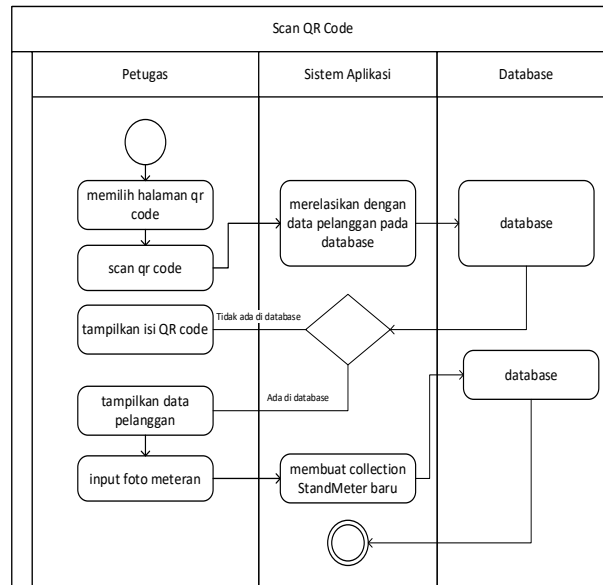 Scan QR Code
Petugas
Sistem Aplikasi
Database
memilih halaman qr
code
scan qr code
merelasikan dengan
data pelanggan pada
database
database
tampilkan isi QR code
Tidak ada di database
tampilkan data
pelanggan
Ada di database
database
input foto meteran
membuat collection
StandMeter baru